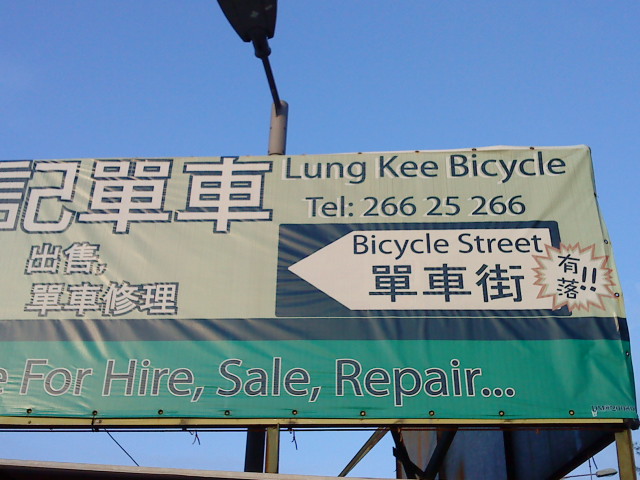 記單車
Lung Kee Bicycle
Tel: 266 25 266
Bicycle Street
單車街
有落!!
出售,
單車修理
e For Hire, Sale, Repair...